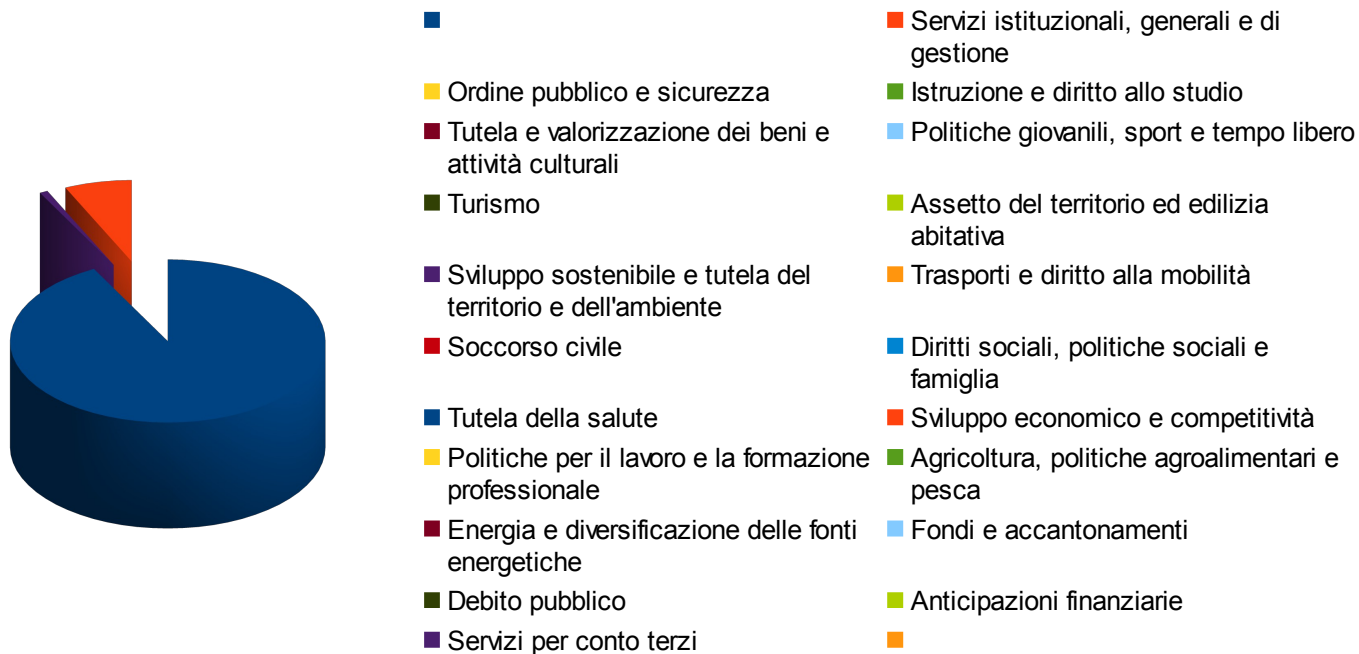 Servizi istituzionali, generali e di
gestione
Ordine pubblico e sicurezza
Istruzione e diritto allo studio
Tutela e valorizzazione dei beni e
attività culturali
Politiche giovanili, sport e tempo libero
Turismo
Assetto del territorio ed edilizia
abitativa
Sviluppo sostenibile e tutela del
territorio e dell'ambiente
Trasporti e diritto alla mobilità
Soccorso civile
Diritti sociali, politiche sociali e
famiglia
Tutela della salute
Sviluppo economico e competitività
Politiche per il lavoro e la formazione
professionale
Agricoltura, politiche agroalimentari e
pesca
Energia e diversificazione delle fonti
energetiche
Fondi e accantonamenti
Debito pubblico
Anticipazioni finanziarie
Servizi per conto terzi